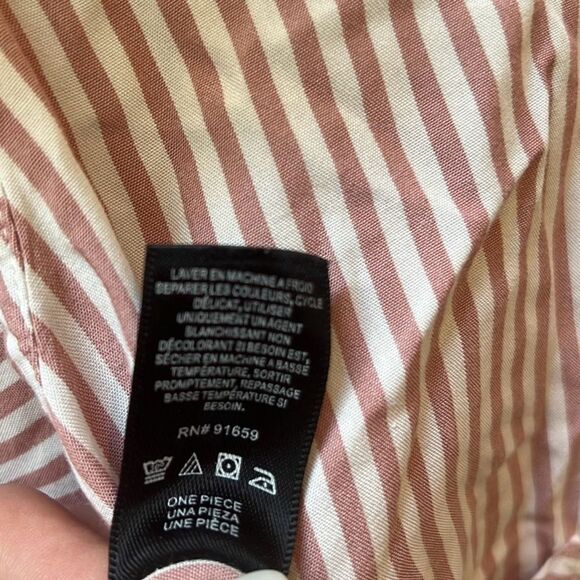 LAVER EN MACHINE A FROID
SEPARER LES COULEURS, CYCLE
DÉLICAT, UTILISER
UNIQUEMENT UN AGENT
BLANCHISSANT NON
DÉCOLORANT SI BESOIN EST,
SÉCHER EN MACHINE A BASSE
TEMPÉRATURE, SORTIR
PROMPTEMENT, REPASSAGE
BASSE TEMPÉRATURE SI
BESOIN.
RN# 91659
ONE PIECE
UNA PIEZA
UNE PIÈCE